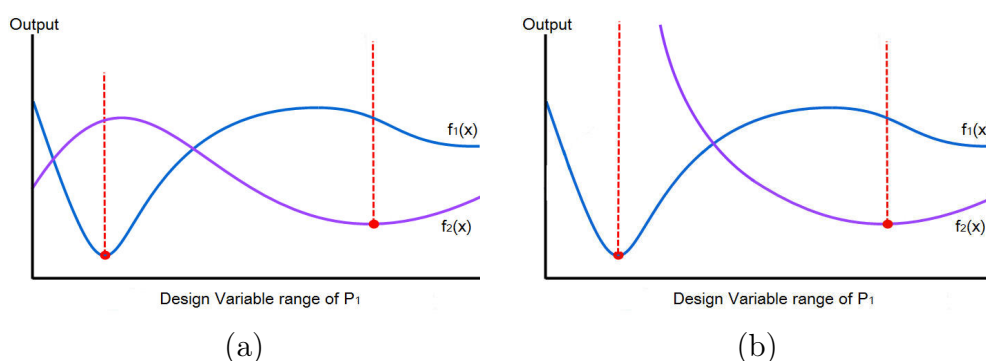 Output
f₁(x)
f₂(x)
Design Variable range of P₁
(a)
Output
f₁(x)
f₂(x)
Design Variable range of P₁
(b)